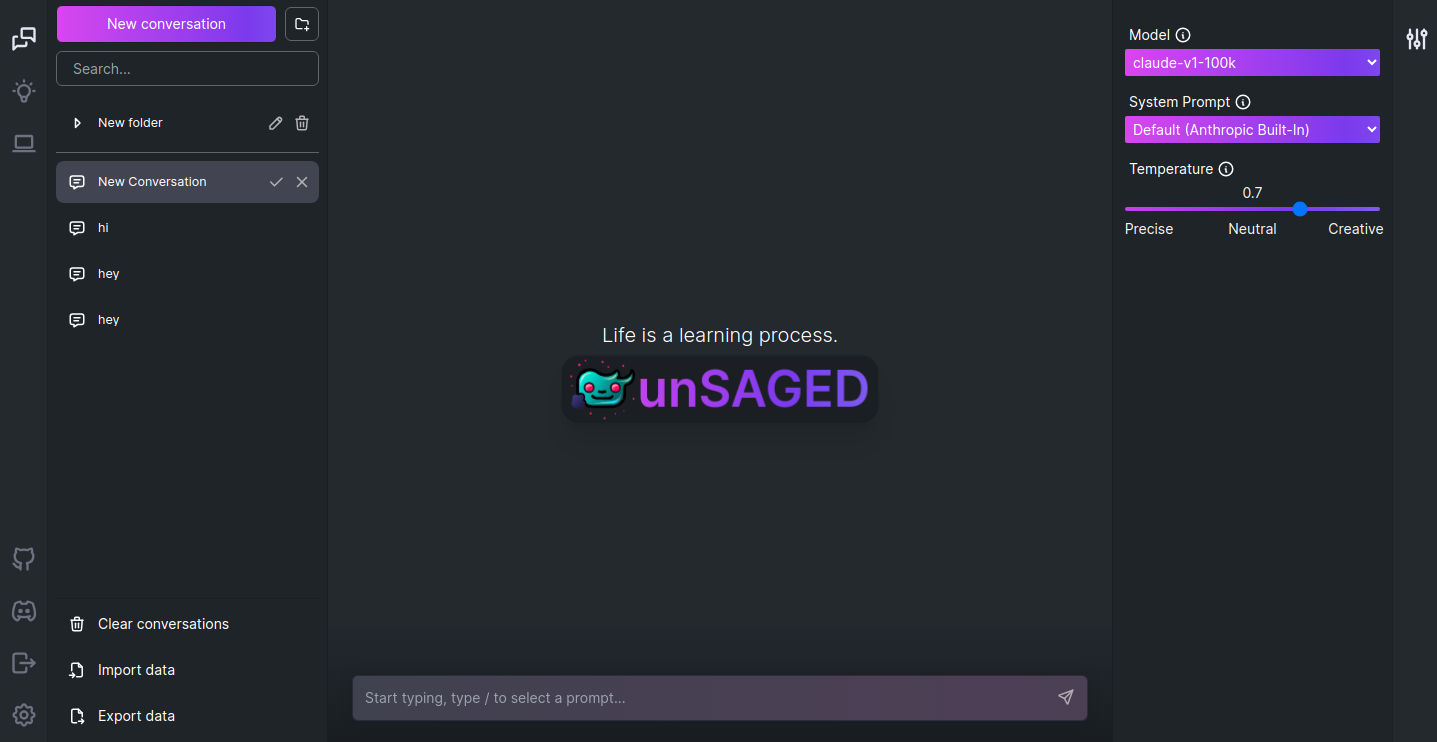 New conversation
Search...
New folder
New Conversation
hi
hey
hey
Clear conversations
Import data
Export data
Life is a learning process.
unSAGED
Start typing, type / to select a prompt...
Model
claude-v1-100k
System Prompt
Default (Anthropic Built-In)
Temperature
0.7
Precise Neutral Creative